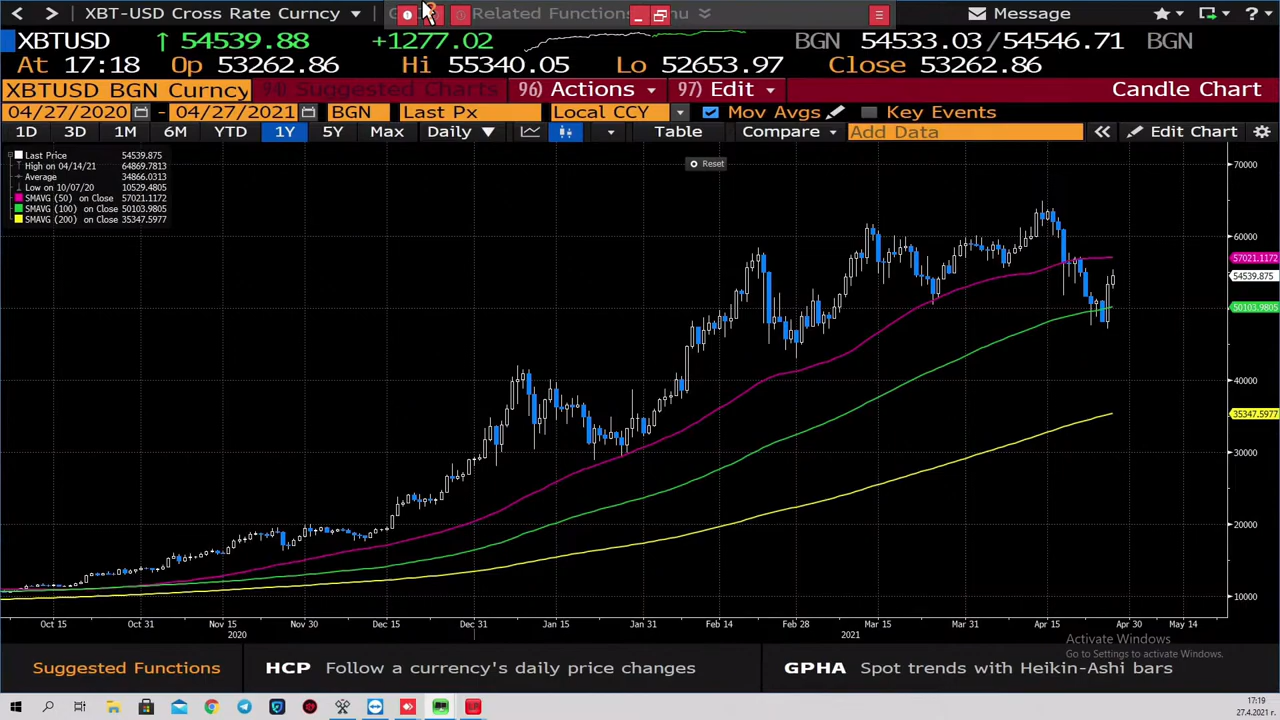 XBT-USD Cross Rate Curncy
Related Functions Menu
Message
XBTUSD
↑ 54539.88
+1277.02
BGN
54533.03/54546.71
BGN
At 17:18
Op 53262.86
Hi 55340.05
Lo 52653.97
Close 53262.86
XBTUSD BGN Curncy
94) Suggested Charts
96) Actions
97) Edit
Candle Chart
04/27/2020 - 04/27/2021
BGN
Last Px
Local CCY
Mov Avgs
Key Events
1D 3D 1M 6M YTD 1Y 5Y Max Daily ▼
Table
Compare
Add Data
Edit Chart
Last Price 54539.875
High on 04/14/21 64869.7813
Average 34866.0313
Low on 10/07/20 10529.4805
SMAVG (50) on Close 57021.1172
SMAVG (100) on Close 50103.9805
SMAVG (200) on Close 35347.5977
Reset
70000
60000
57021.1172
54539.875
50103.9805
40000
35347.5977
30000
20000
10000
Oct 15 Oct 31 Nov 15 Nov 30 Dec 15 Dec 31 Jan 15 Jan 31 Feb 14 Feb 28 Mar 15 Mar 31 Apr 15 Apr 30 May 14
2020 2021
Activate Windows
Go to Settings to activate Windows.
Suggested Functions
HCP Follow a currency's daily price changes
GPHA Spot trends with Heikin-Ashi bars
17:19
27.4.2021 г.